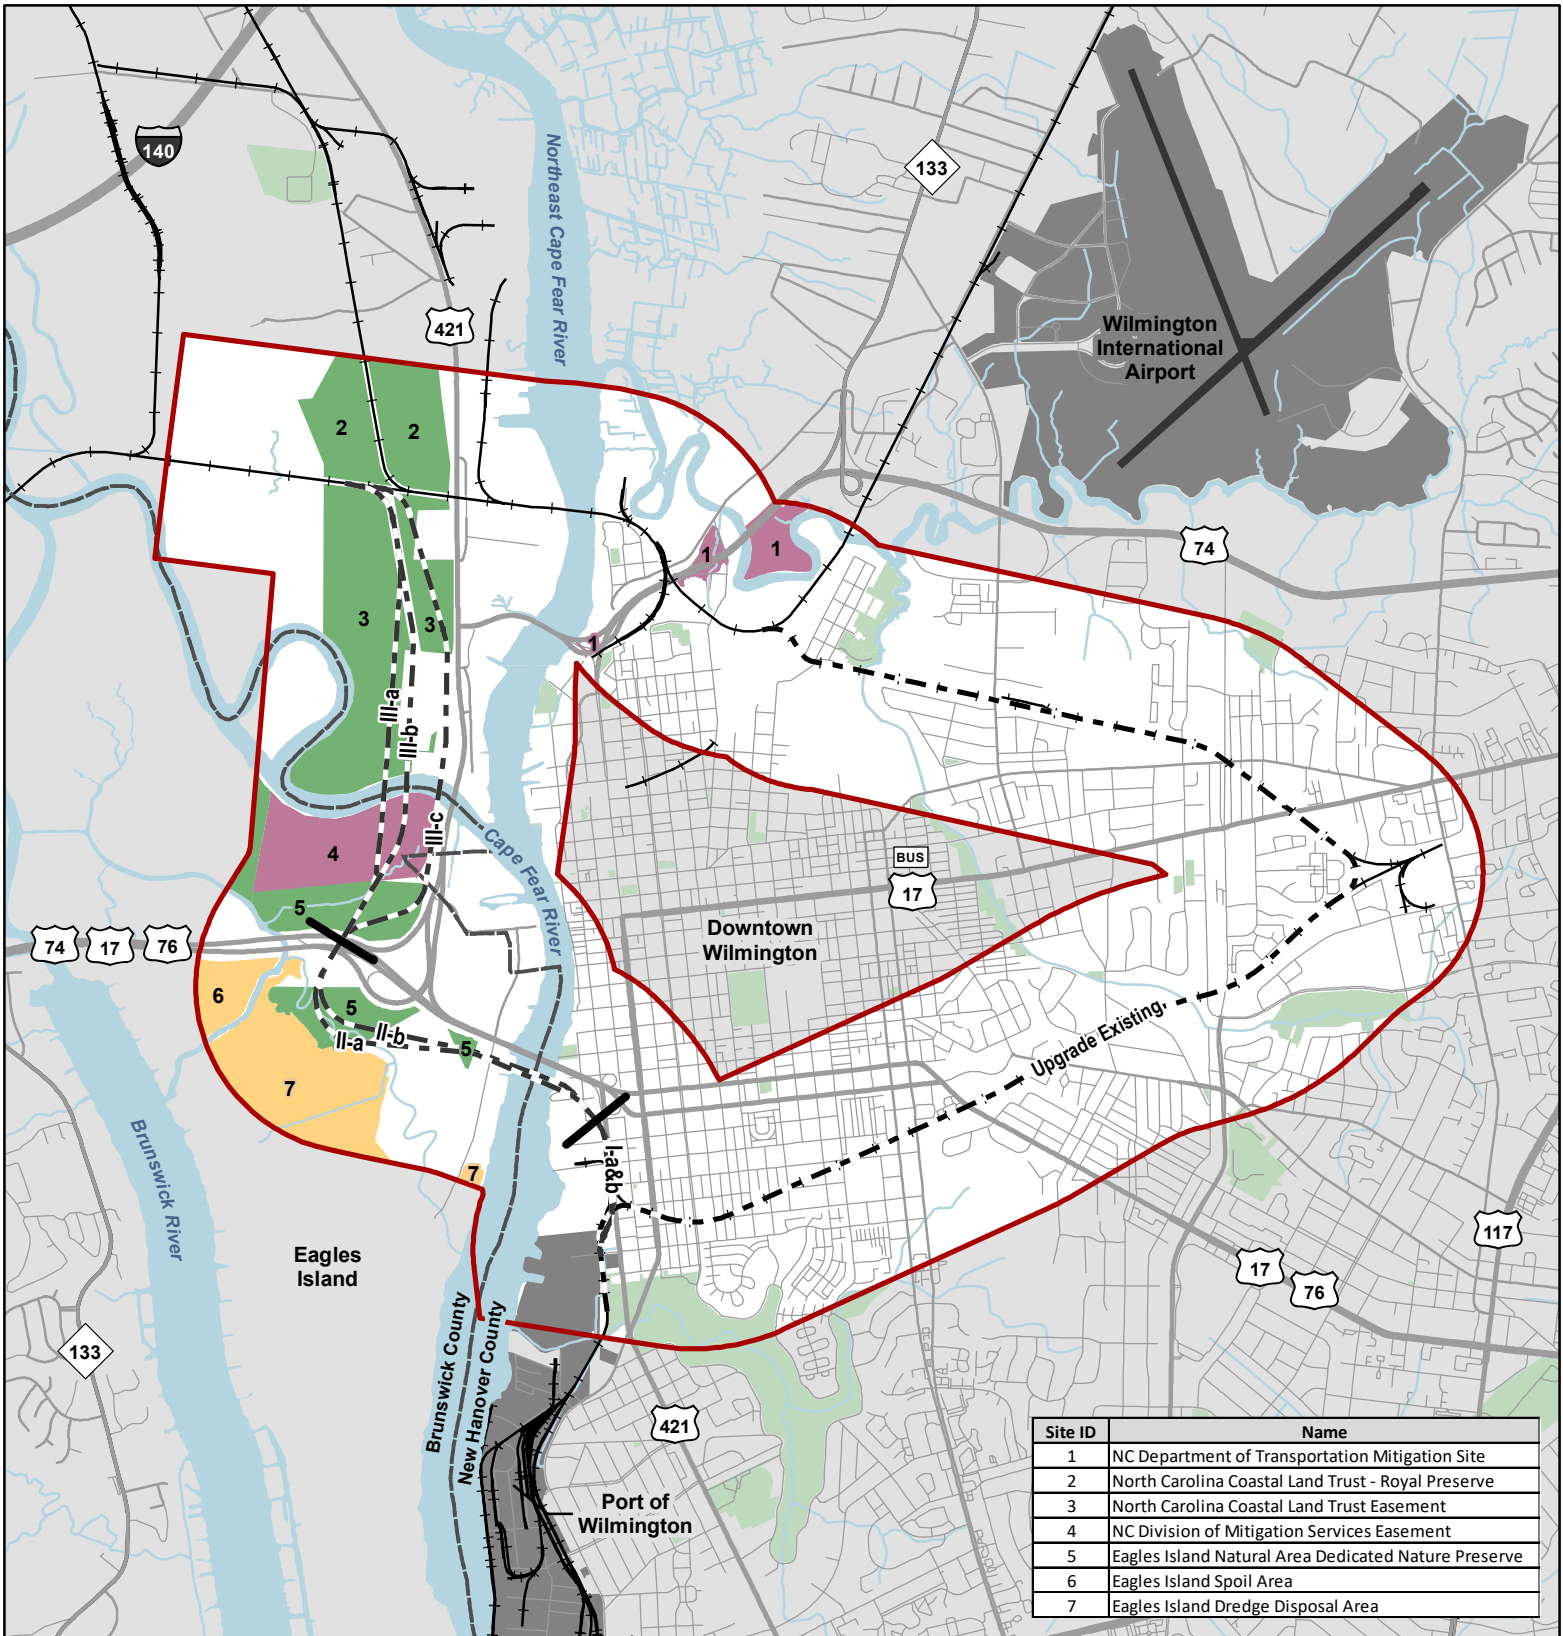 140
133
421
Northeast Cape Fear River
Wilmington
International
Airport
2
2
1
1
74
3
3
1
III-a
III-b
III-c
4
Cape Fear River
BUS
17
5
74
17
76
Downtown
Wilmington
6
5
II-b
II-a
5
Upgrade Existing
7
I-a&b
7
Brunswick River
Eagles
Island
117
17
76
133
Brunswick County
New Hanover County
421
Port of
Wilmington
Site ID Name
1 NC Department of Transportation Mitigation Site
2 North Carolina Coastal Land Trust - Royal Preserve
3 North Carolina Coastal Land Trust Easement
4 NC Division of Mitigation Services Easement
5 Eagles Island Natural Area Dedicated Nature Preserve
6 Eagles Island Spoil Area
7 Eagles Island Dredge Disposal Area